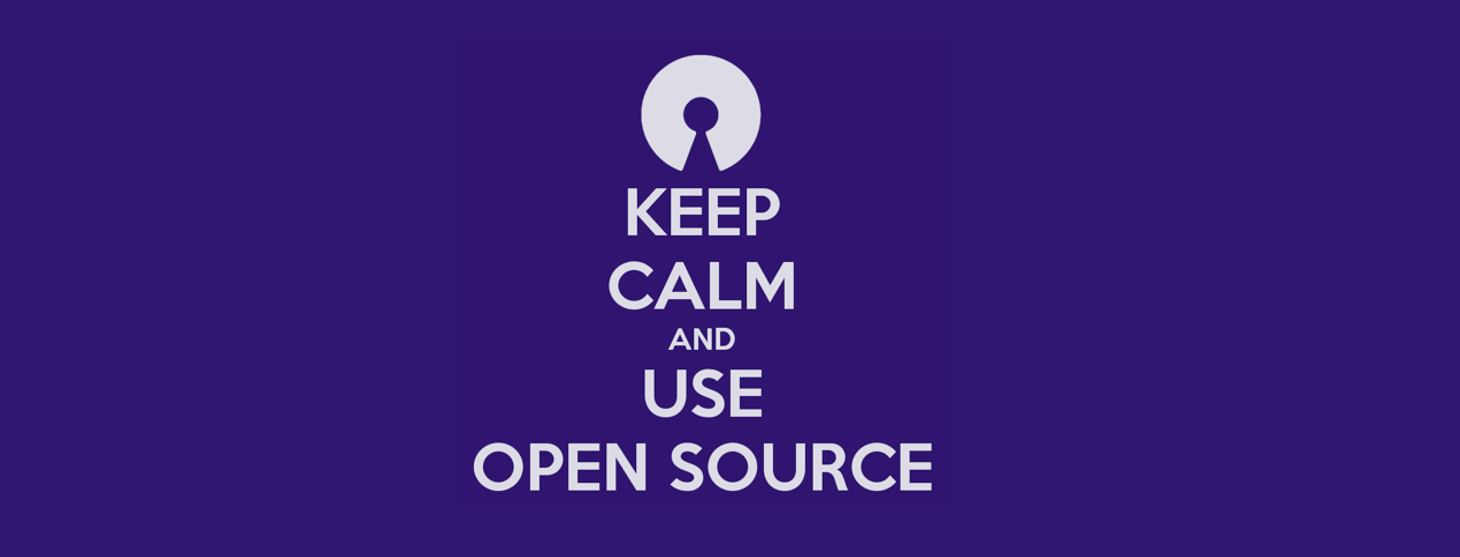 KEEP
CALM
AND
USE
OPEN SOURCE